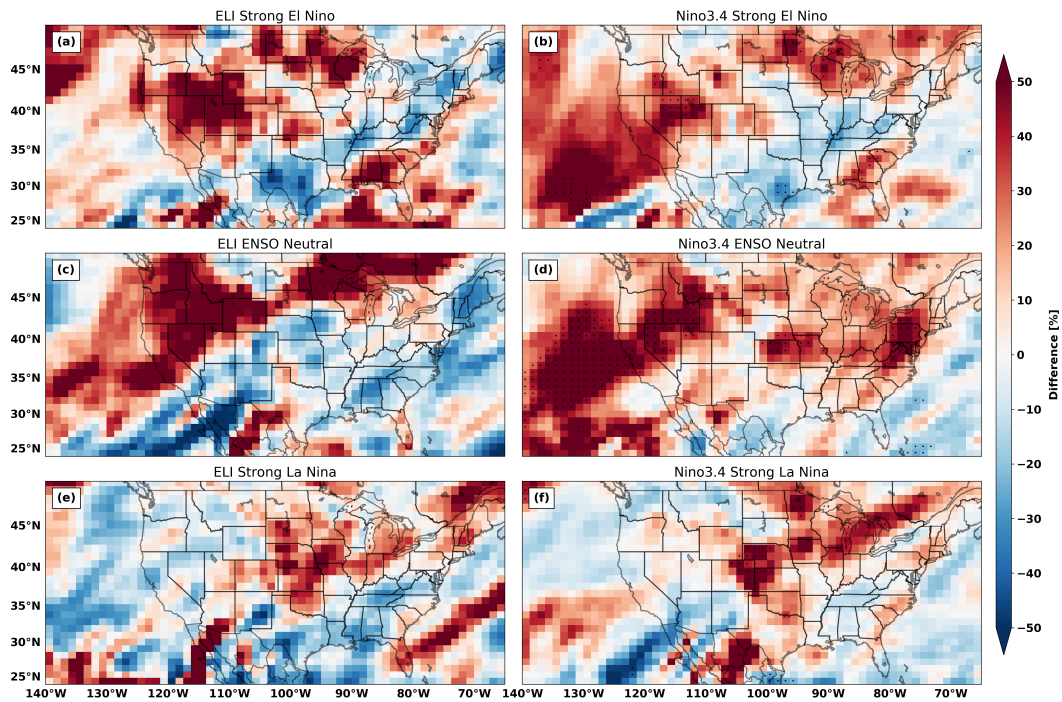 ELI Strong El Nino
Nino3.4 Strong El Nino
(a)
(b)
45°N
40°N
35°N
30°N
25°N
ELI ENSO Neutral
Nino3.4 ENSO Neutral
(c)
(d)
45°N
40°N
35°N
30°N
25°N
ELI Strong La Nina
Nino3.4 Strong La Nina
(e)
(f)
45°N
40°N
35°N
30°N
25°N
140°W 130°W 120°W 110°W 100°W 90°W 80°W 70°W
140°W 130°W 120°W 110°W 100°W 90°W 80°W 70°W
50
40
30
20
10
0
−10
−20
−30
−40
−50
Difference [%]